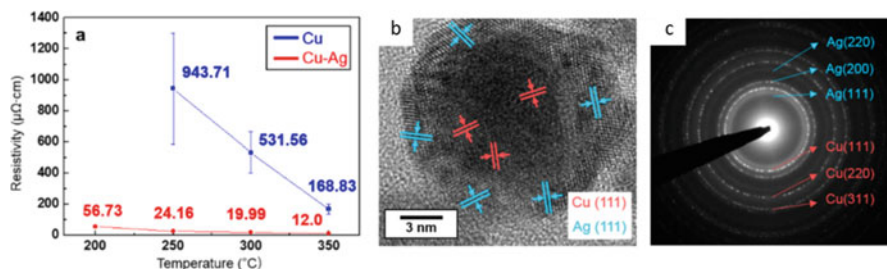 a
Cu
Cu-Ag
Resistivity (μΩ·cm)
1400
1200
1000
800
600
400
200
0
943.71
531.56
168.83
56.73
24.16
19.99
12.0
200
250
300
350
Temperature (°C)
b
3 nm
Cu (111)
Ag (111)
c
Ag(220)
Ag(200)
Ag(111)
Cu(111)
Cu(220)
Cu(311)